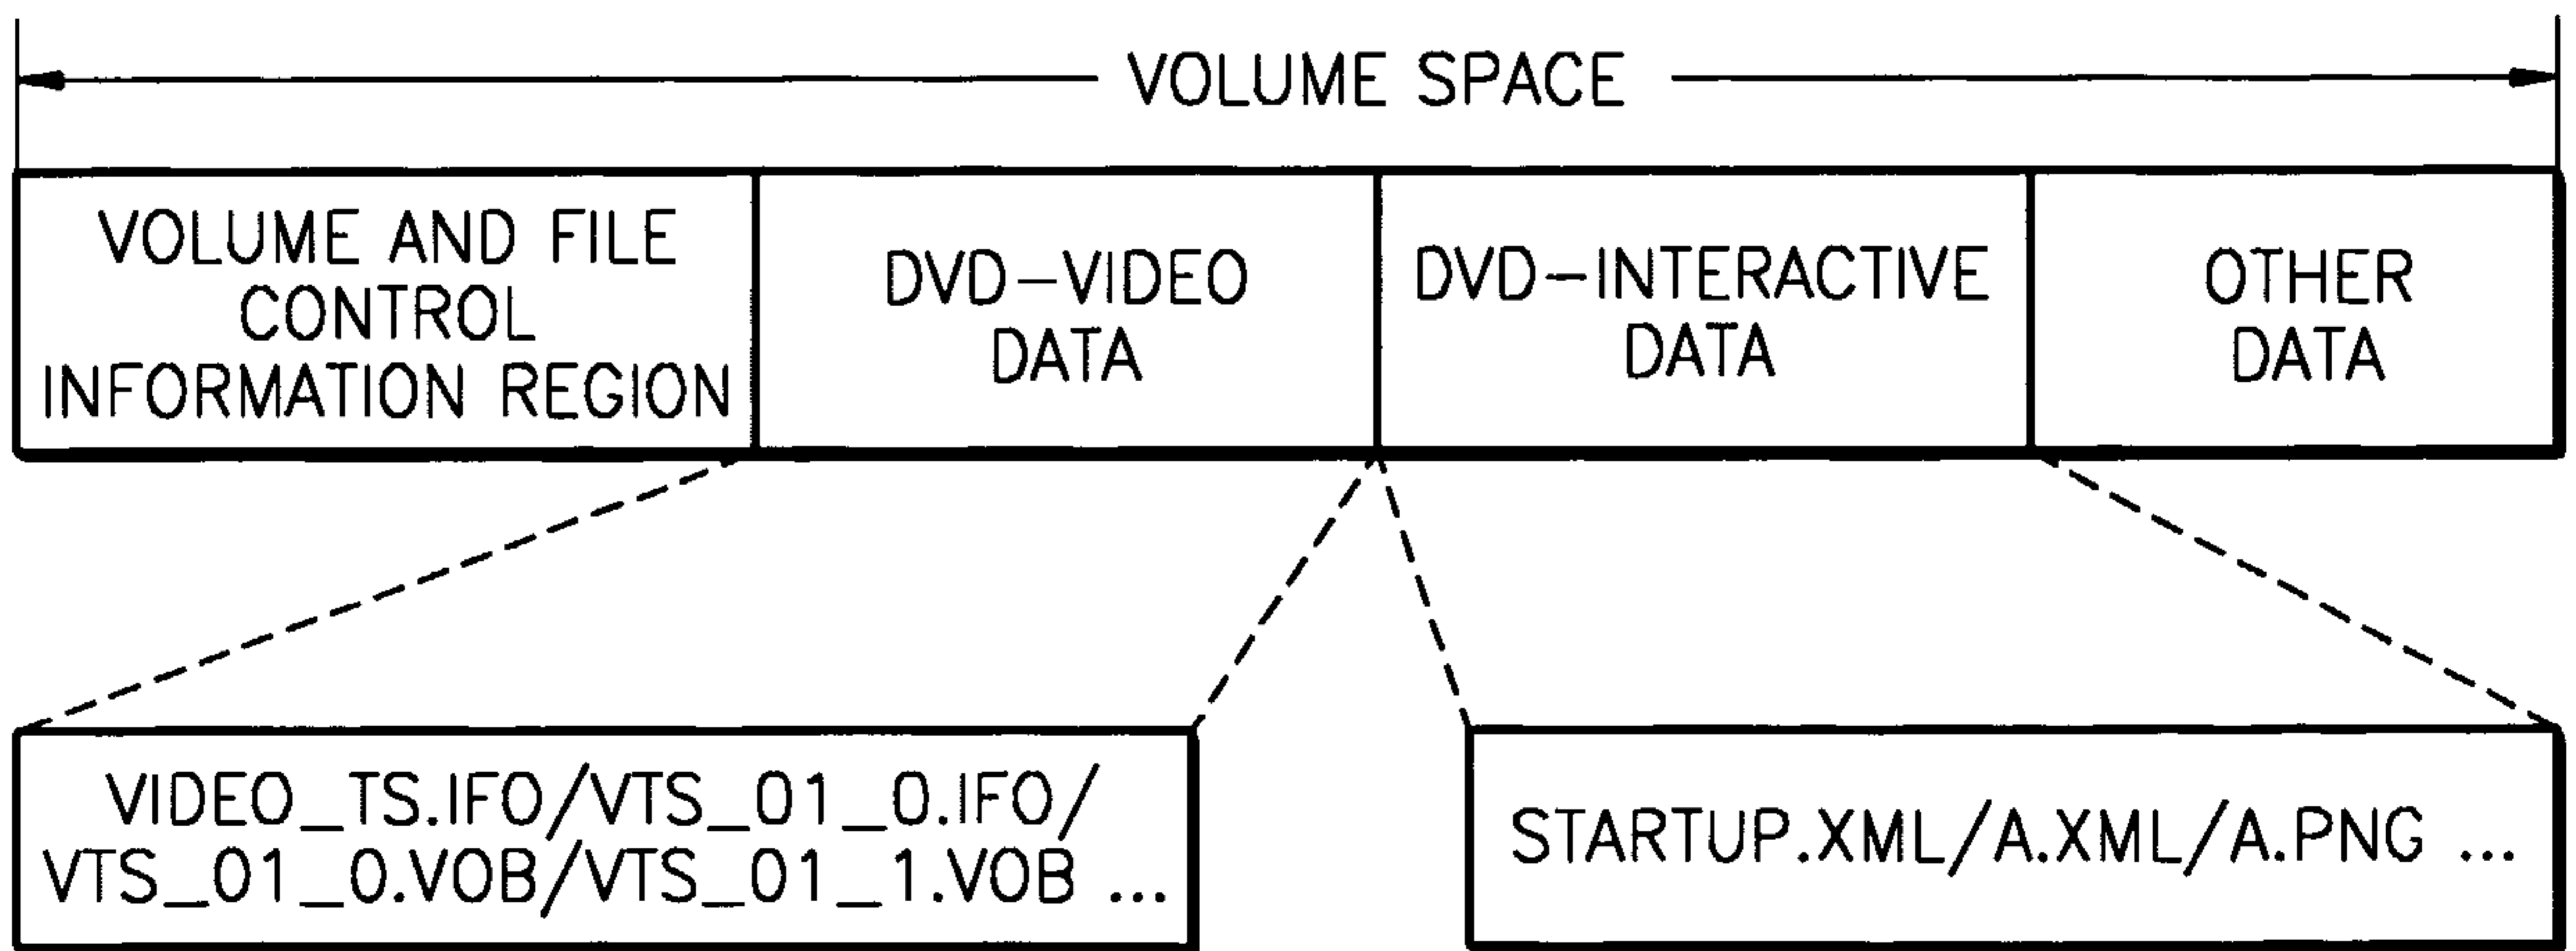 VOLUME SPACE
VOLUME AND FILE
CONTROL
INFORMATION REGION
DVD-VIDEO
DATA
DVD-INTERACTIVE
DATA
OTHER
DATA
VIDEO_TS.IFO/VTS_01_0.IFO/
VTS_01_0.VOB/VTS_01_1.VOB ...
STARTUP.XML/A.XML/A.PNG ...